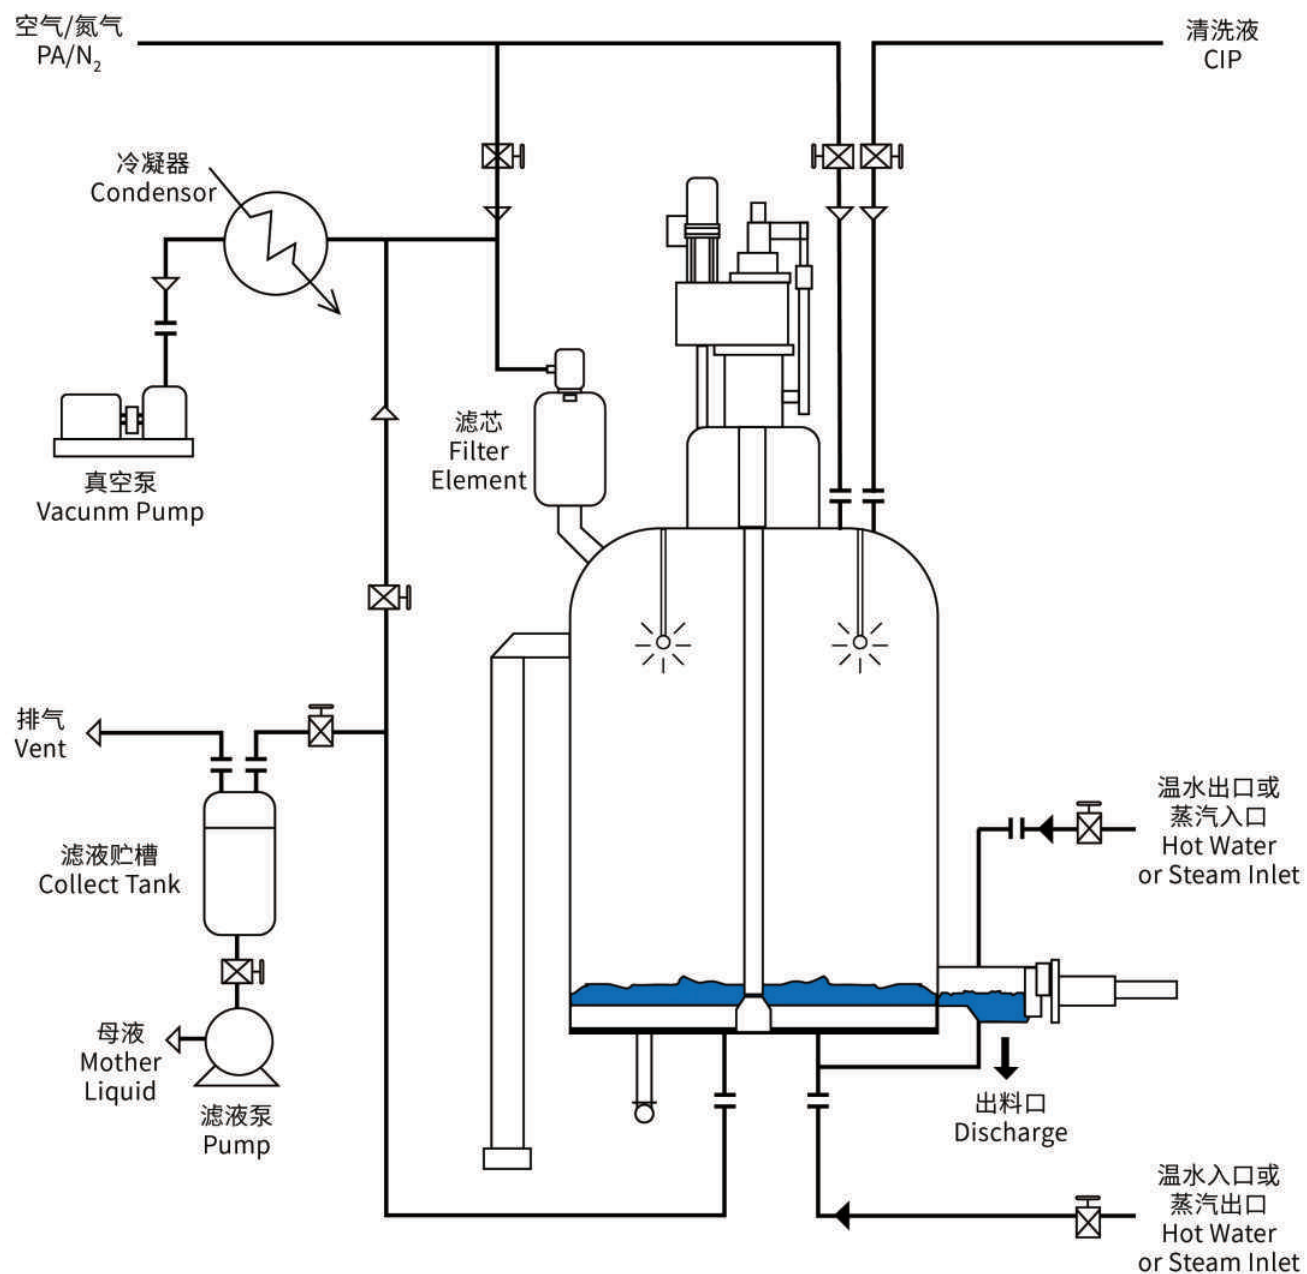 空气/氮气
PA/N₂
清洗液
CIP
冷凝器
Condensor
滤芯
Filter
Element
真空泵
Vacunm Pump
排气
Vent
温水出口或
蒸汽入口
Hot Water
or Steam Inlet
滤液贮槽
Collect Tank
母液
Mother
Liquid
滤液泵
Pump
出料口
Discharge
温水入口或
蒸汽出口
Hot Water
or Steam Inlet